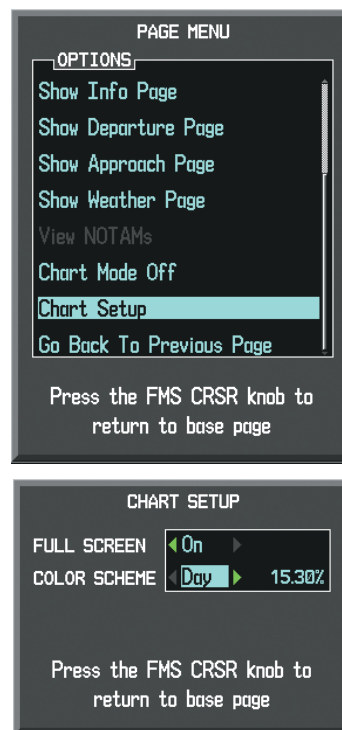 PAGE MENU
OPTIONS
Show Info Page
Show Departure Page
Show Approach Page
Show Weather Page
View NOTAMs
Chart Mode Off
Chart Setup
Go Back To Previous Page
Press the FMS CRSR knob to
return to base page
CHART SETUP
FULL SCREEN On
COLOR SCHEME Day 15.30%
Press the FMS CRSR knob to
return to base page